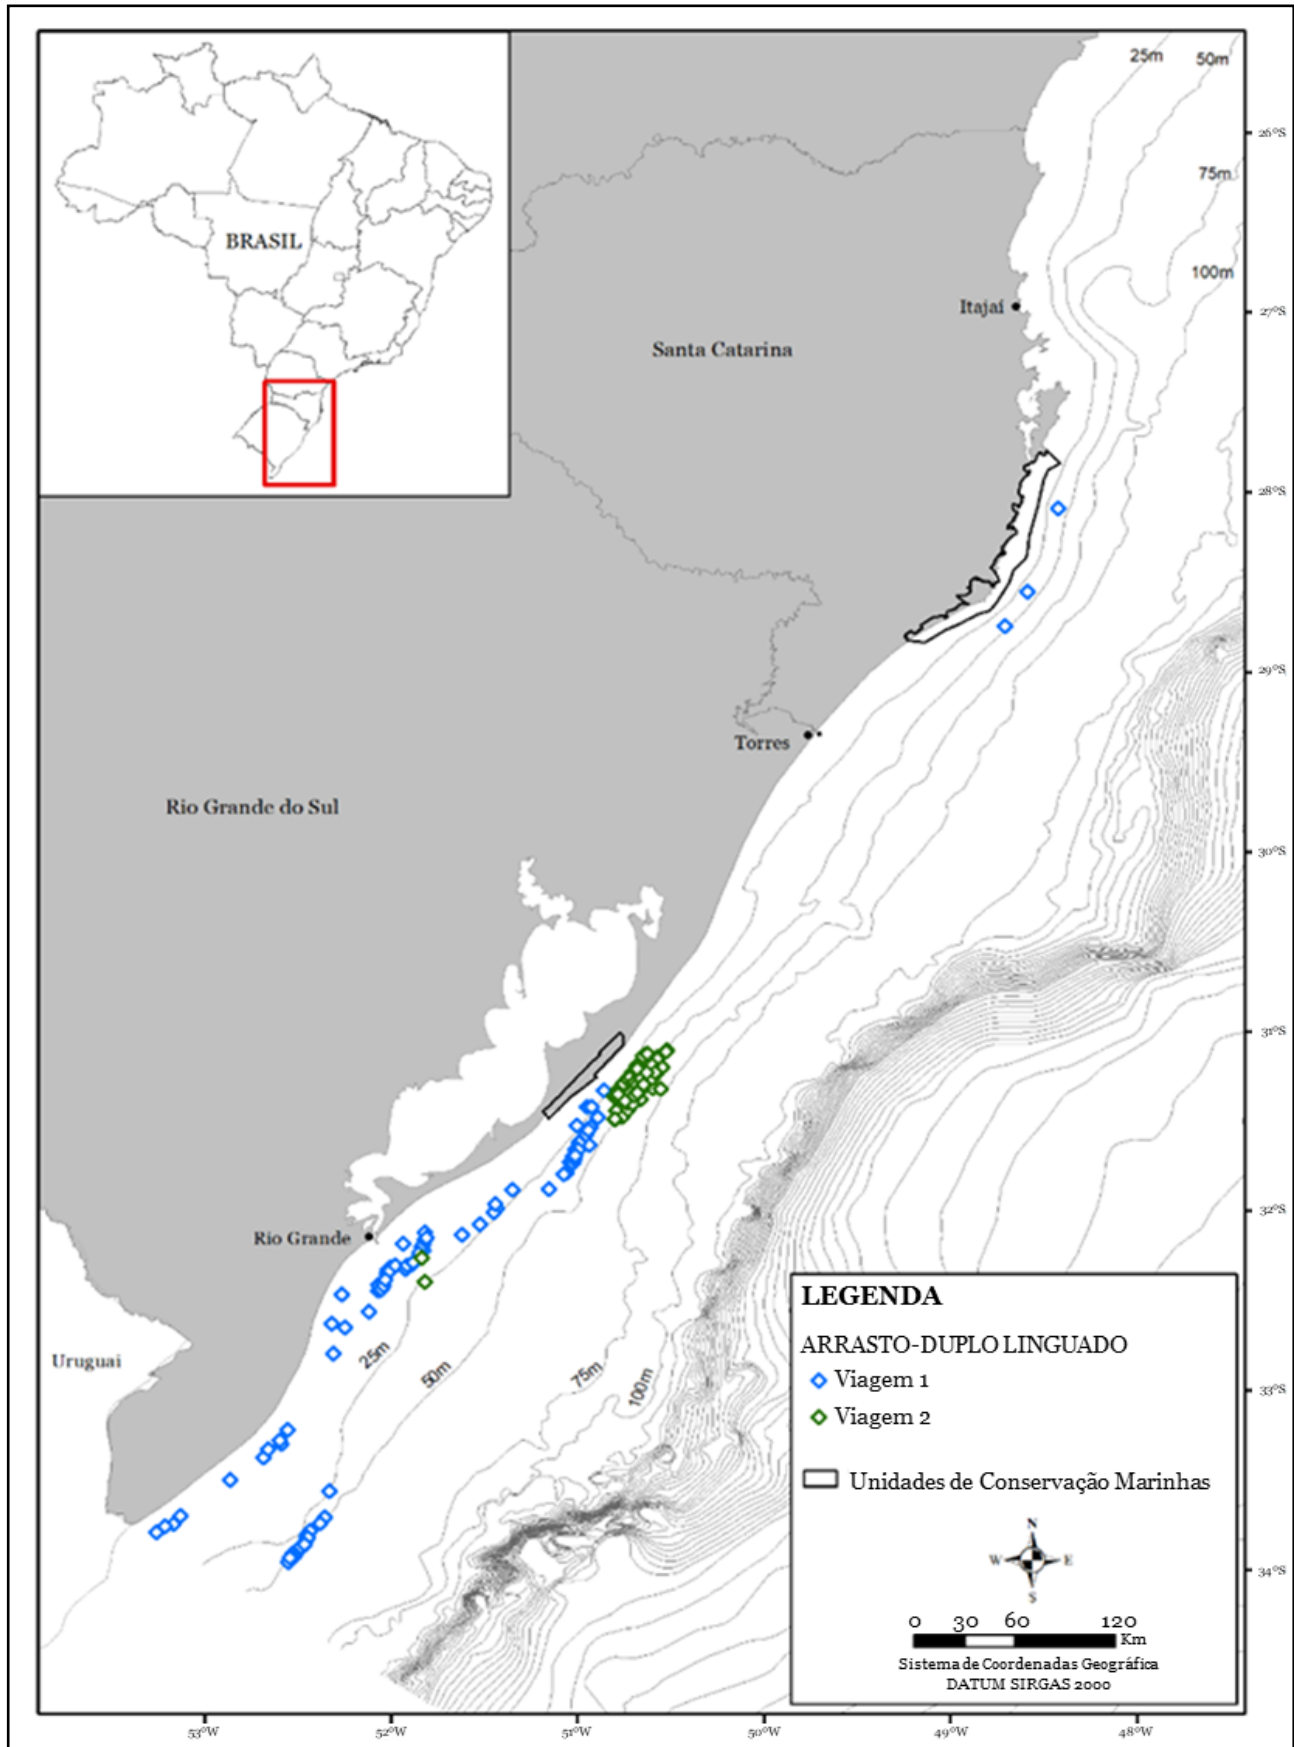 25m
50m
26°S
75m
BRASIL
100m
Itajaí
27°S
Santa Catarina
28°S
29°S
Torres
Rio Grande do Sul
30°S
31°S
32°S
Rio Grande
LEGENDA
ARRASTO-DUPLO LINGUADO
Viagem 1
Viagem 2
Unidades de Conservação Marinhas
Uruguai
25m
50m
75m
100m
33°S
N
W E
S
34°S
0 30 60 120
Km
Sistema de Coordenadas Geográfica
DATUM SIRGAS 2000
53°W 52°W 51°W 50°W 49°W 48°W